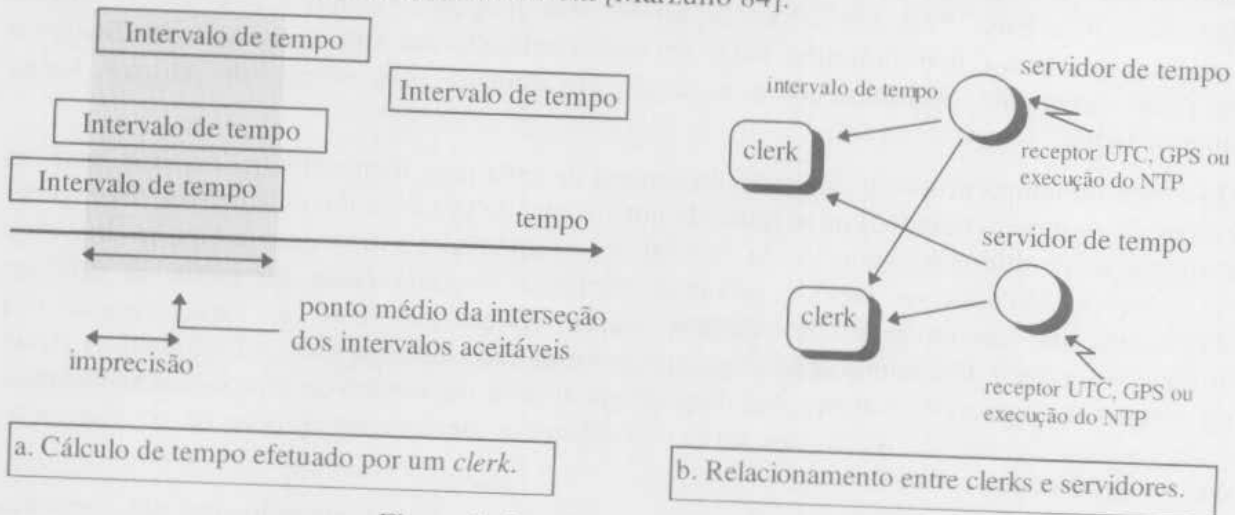 [Marzullo 84].
Intervalo de tempo
Intervalo de tempo
Intervalo de tempo
Intervalo de tempo
tempo
ponto médio da interseção
dos intervalos aceitáveis
imprecisão
a. Cálculo de tempo efetuado por um clerk.
servidor de tempo
intervalo de tempo
clerk
receptor UTC, GPS ou
execução do NTP
servidor de tempo
clerk
receptor UTC, GPS ou
execução do NTP
b. Relacionamento entre clerks e servidores.